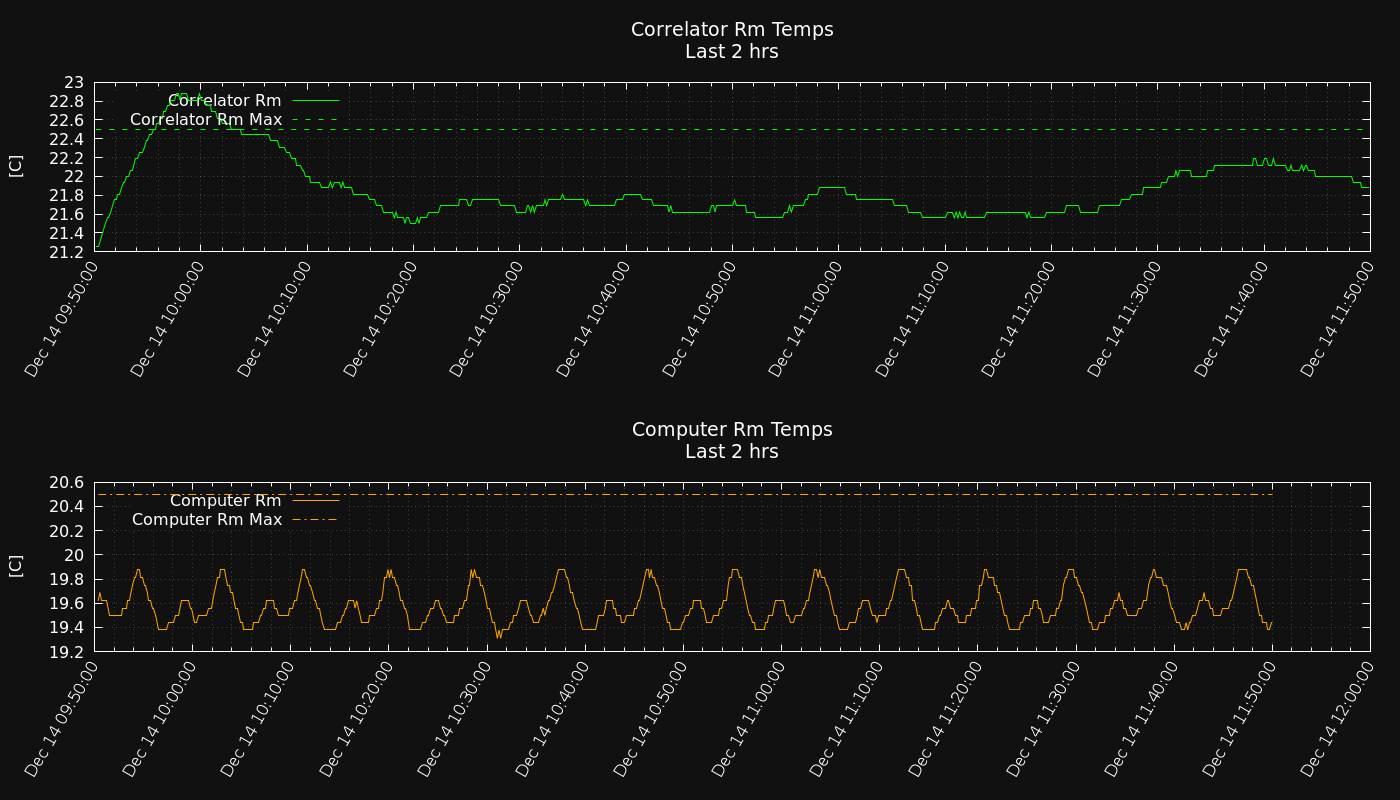 Correlator Rm Temps
Last 2 hrs
[C]
23
22.8
22.6
22.4
22.2
22
21.8
21.6
21.4
21.2
Correlator Rm
Correlator Rm Max
Dec 14 09:50:00
Dec 14 10:00:00
Dec 14 10:10:00
Dec 14 10:20:00
Dec 14 10:30:00
Dec 14 10:40:00
Dec 14 10:50:00
Dec 14 11:00:00
Dec 14 11:10:00
Dec 14 11:20:00
Dec 14 11:30:00
Dec 14 11:40:00
Dec 14 11:50:00
Computer Rm Temps
Last 2 hrs
[C]
20.6
20.4
20.2
20
19.8
19.6
19.4
19.2
Computer Rm
Computer Rm Max
Dec 14 09:50:00
Dec 14 10:00:00
Dec 14 10:10:00
Dec 14 10:20:00
Dec 14 10:30:00
Dec 14 10:40:00
Dec 14 10:50:00
Dec 14 11:00:00
Dec 14 11:10:00
Dec 14 11:20:00
Dec 14 11:30:00
Dec 14 11:40:00
Dec 14 11:50:00
Dec 14 12:00:00